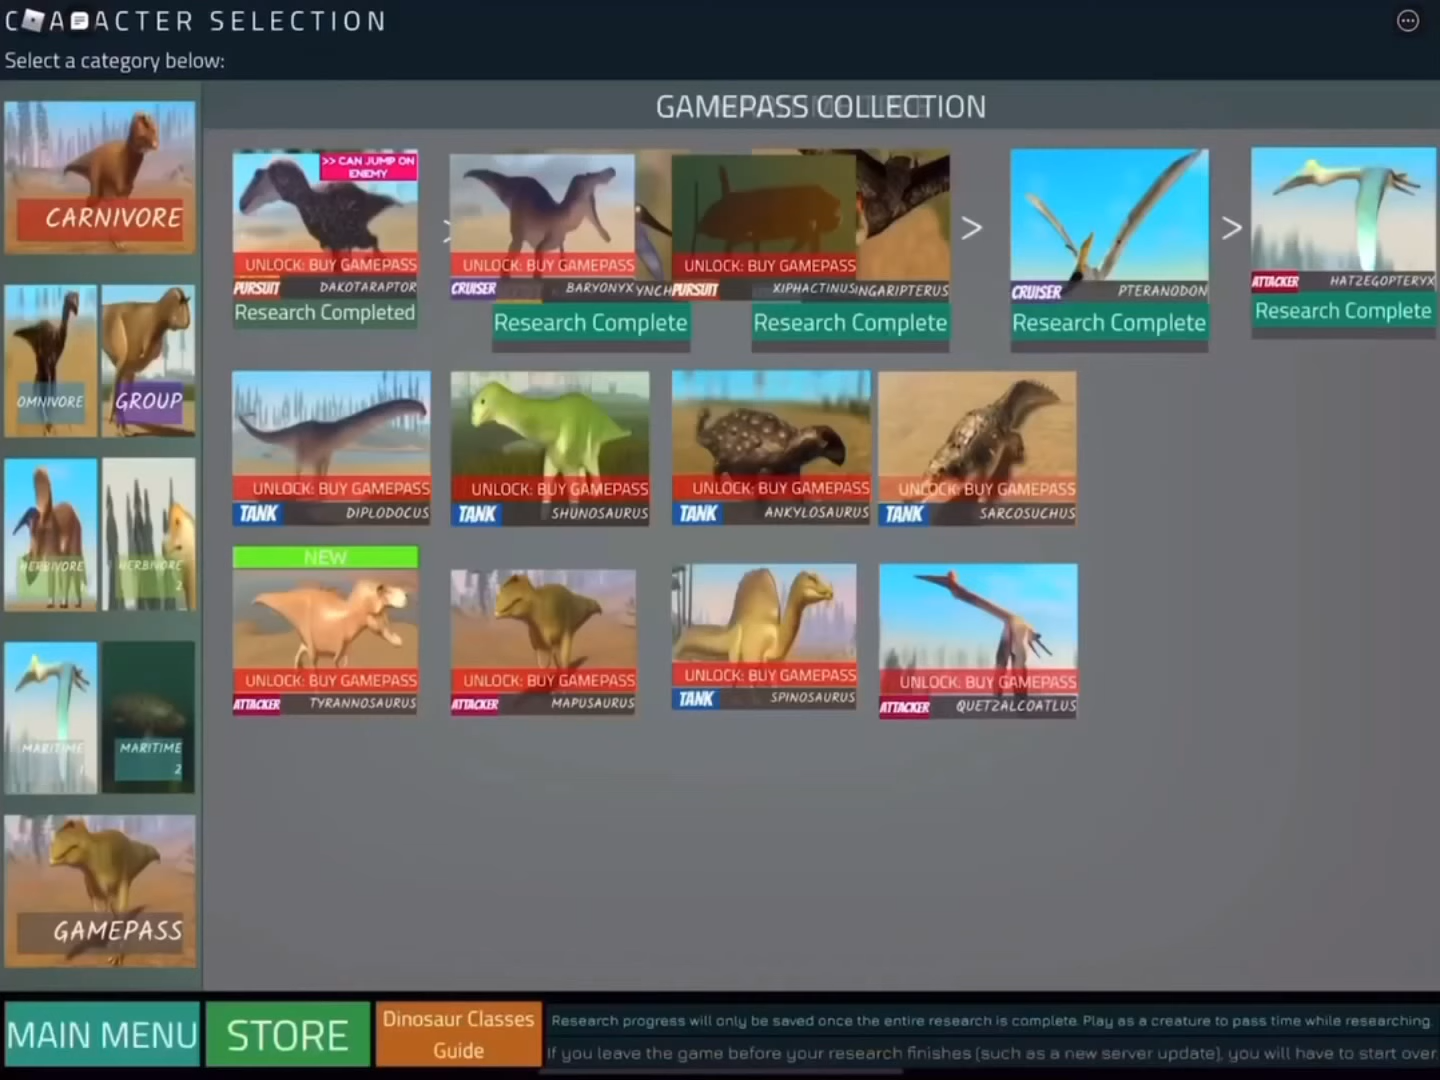 C A ACTER SELECTION
Select a category below:
GAMEPASS COLLECTION
CARNIVORE
OMNIVORE
GROUP
HERBIVORE
HERBIVORE
2
MARITIME
1
MARITIME
2
GAMEPASS
>> CAN JUMP ON
ENEMY
UNLOCK: BUY GAMEPASS
PURSUIT DAKOTARAPTOR
Research Completed
>
UNLOCK: BUY GAMEPASS
CRUISER BARYONYX
YNCH
Research Complete
UNLOCK: BUY GAMEPASS
PURSUIT XIPHACTINUS
NGARIPTERUS
Research Complete
>
CRUISER PTERANODON
Research Complete
>
ATTACKER HATZEGOPTERYX
Research Complete
UNLOCK: BUY GAMEPASS
TANK DIPLODOCUS
UNLOCK: BUY GAMEPASS
TANK SHUNOSAURUS
UNLOCK: BUY GAMEPASS
TANK ANKYLOSAURUS
UNLOCK: BUY GAMEPASS
TANK SARCOSUCHUS
NEW
UNLOCK: BUY GAMEPASS
ATTACKER TYRANNOSAURUS
UNLOCK: BUY GAMEPASS
ATTACKER MAPUSAURUS
UNLOCK: BUY GAMEPASS
TANK SPINOSAURUS
UNLOCK: BUY GAMEPASS
ATTACKER QUETZALCOATLUS
MAIN MENU
STORE
Dinosaur Classes
Guide
Research progress will only be saved once the entire research is complete. Play as a creature to pass time while researching.
If you leave the game before your research finishes (such as a new server update), you will have to start over.